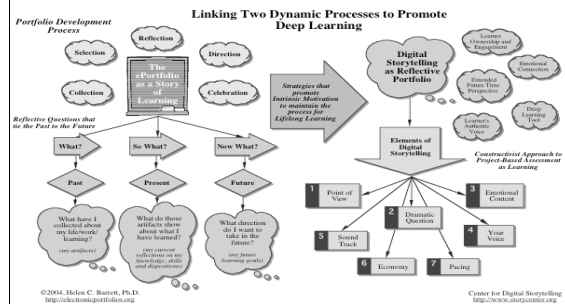 Linking Two Dynamic Processes to Promote
Deep Learning
Portfolio Development
Process
Selection
Reflection
Direction
Collection
Celebration
The
ePortfolio
as a Story
of
Learning
Reflective Questions that
tie the Past to the Future
What?
So What?
Now What?
Past
Present
Future
What have I
collected about
my life/work/
learning?
(my artifacts)
What do those
artifacts show
about what I
have learned?
(my current
reflections on my
knowledge, skills
and dispositions)
What direction
do I want to
take in the
future?
(my future
learning goals)
Strategies that
promote
Intrinsic Motivation
to maintain the
process for
Lifelong Learning
Digital
Storytelling
as Reflective
Portfolio
Learner
Ownership and
Engagement
Emotional
Connection
Extended
Future Time
Perspective
Deep
Learning
Tool
Learner's
Authentic
Voice
Elements of
Digital
Storytelling
Constructivist Approach to
Project-Based Assessment
as Learning
1 Point of
View
2 Dramatic
Question
3 Emotional
Content
4 Your
Voice
5 Sound
Track
6 Economy
7 Pacing
©2004, Helen C. Barrett, Ph.D.
http://electronicportfolios.org
Center for Digital Storytelling
http://www.storycenter.org